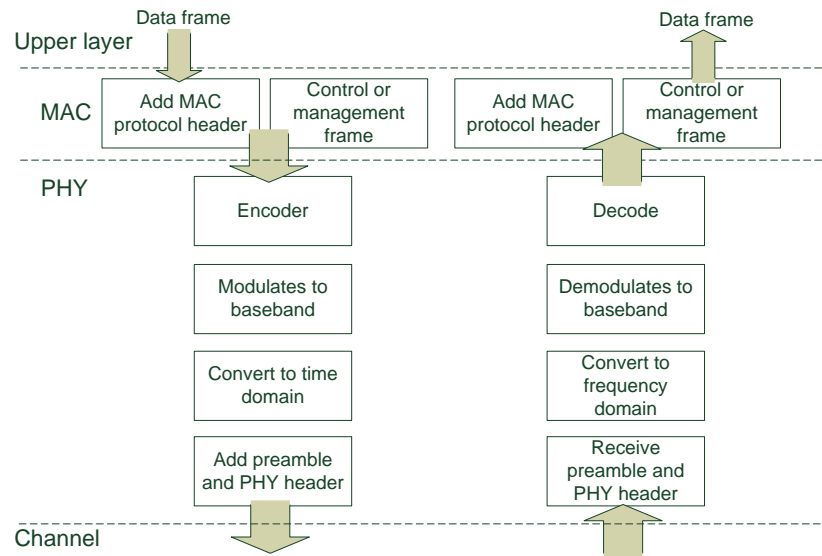 Data frame
Data frame
Upper layer
MAC
Add MAC
protocol header
Control or
management
frame
Add MAC
protocol header
Control or
management
frame
PHY
Encoder
Decode
Modulates to
baseband
Demodulates to
baseband
Convert to time
domain
Convert to
frequency
domain
Add preamble
and PHY header
Receive
preamble and
PHY header
Channel